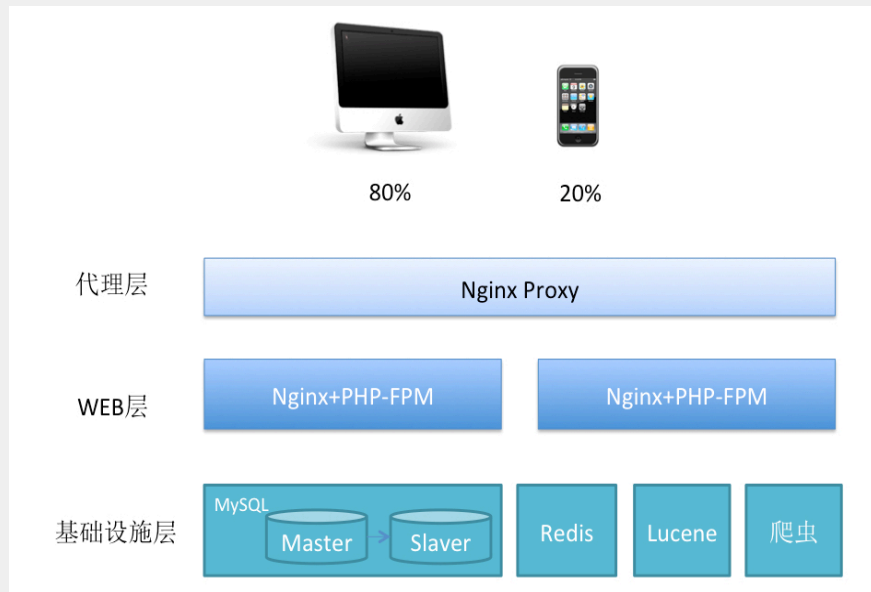 80%
20%
代理层
Nginx Proxy
WEB层
Nginx+PHP-FPM
Nginx+PHP-FPM
基础设施层
MySQL
Master
Slaver
Redis
Lucene
爬虫